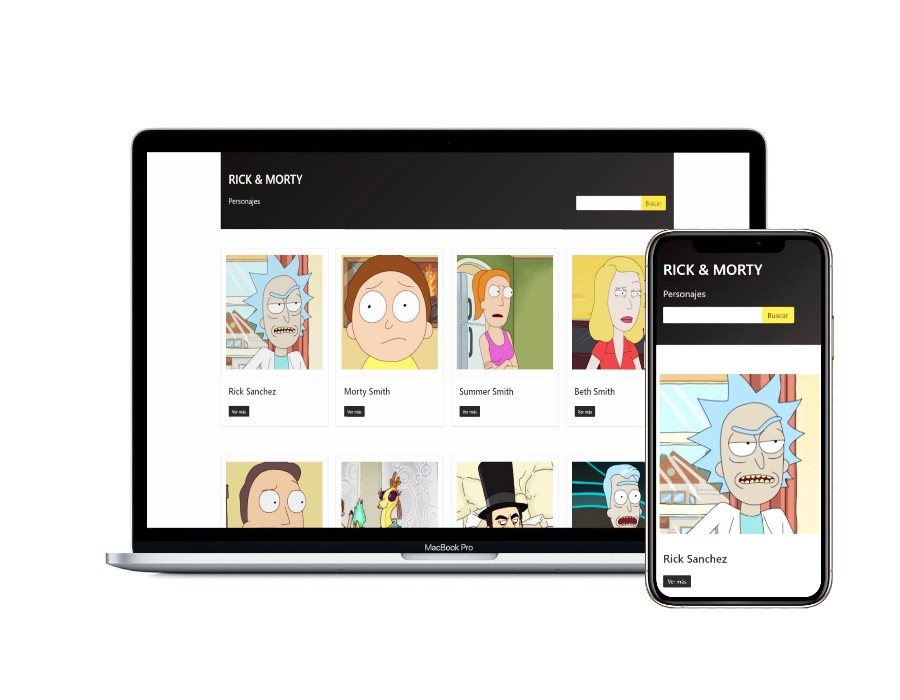 RICK & MORTY
Personajes
Buscar
Rick Sanchez
Morty Smith
Summer Smith
Beth Smith
Ver más
Ver más
Ver más
Ver más
MacBook Pro
RICK & MORTY
Personajes
Buscar
Rick Sanchez
Ver más